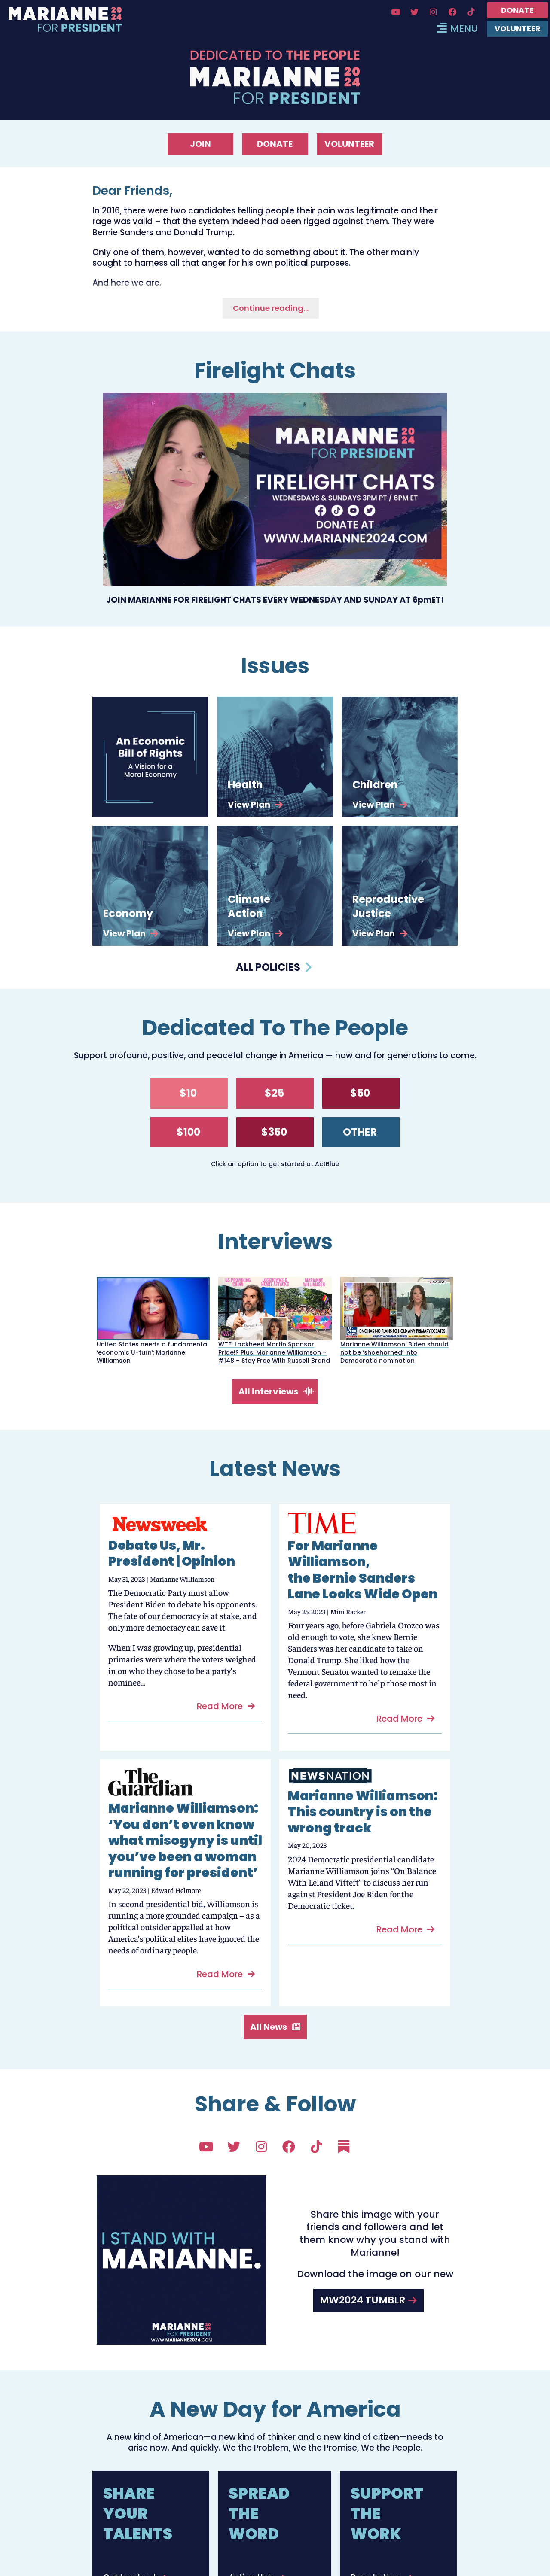 MARIANNE 2024
FOR PRESIDENT
DONATE
MENU
VOLUNTEER
DEDICATED TO THE PEOPLE
MARIANNE 2024
FOR PRESIDENT
JOIN
DONATE
VOLUNTEER
Dear Friends,
In 2016, there were two candidates telling people their pain was legitimate and their
rage was valid – that the system indeed had been rigged against them. They were
Bernie Sanders and Donald Trump.
Only one of them, however, wanted to do something about it. The other mainly
sought to harness all that anger for his own political purposes.
And here we are.
Continue reading...
Firelight Chats
MARIANNE 2024
FOR PRESIDENT
FIRELIGHT CHATS
WEDNESDAYS & SUNDAYS 3PM PT / 6PM ET
DONATE AT
WWW.MARIANNE2024.COM
JOIN MARIANNE FOR FIRELIGHT CHATS EVERY WEDNESDAY AND SUNDAY AT 6pmET!
Issues
An Economic
Bill of Rights
A Vision for a
Moral Economy
Health
View Plan
Children
View Plan
Economy
View Plan
Climate
Action
View Plan
Reproductive
Justice
View Plan
ALL POLICIES
Dedicated To The People
Support profound, positive, and peaceful change in America — now and for generations to come.
$10
$25
$50
$100
$350
OTHER
Click an option to get started at ActBlue
Interviews
United States needs a fundamental
'economic U-turn': Marianne
Williamson
WTF! Lockheed Martin Sponsor
Pride!? Plus, Marianne Williamson –
#148 – Stay Free With Russell Brand
DNC HAS NO PLANS TO HOLD ANY PRIMARY DEBATES
Marianne Williamson: Biden should
not be 'shoehorned' into
Democratic nomination
All Interviews
Latest News
Newsweek
Debate Us, Mr.
President | Opinion
May 31, 2023 | Marianne Williamson
The Democratic Party must allow
President Biden to debate his opponents.
The fate of our democracy is at stake, and
only more democracy can save it.
When I was growing up, presidential
primaries were where the voters weighed
in on who they chose to be a party's
nominee...
Read More
TIME
For Marianne
Williamson,
the Bernie Sanders
Lane Looks Wide Open
May 25, 2023 | Mini Racker
Four years ago, before Gabriela Orozco was
old enough to vote, she knew Bernie
Sanders was her candidate to take on
Donald Trump. She liked how the
Vermont Senator wanted to remake the
federal government to help those most in
need.
Read More
The
Guardian
Marianne Williamson:
‘You don’t even know
what misogyny is until
you’ve been a woman
running for president’
May 22, 2023 | Edward Helmore
In second presidential bid, Williamson is
running a more grounded campaign – as a
political outsider appalled at how
America's political elites have ignored the
needs of ordinary people.
Read More
NEWSNATION
Marianne Williamson:
This country is on the
wrong track
May 20, 2023
2024 Democratic presidential candidate
Marianne Williamson joins “On Balance
With Leland Vittert” to discuss her run
against President Joe Biden for the
Democratic ticket.
Read More
All News
Share & Follow
I STAND WITH
MARIANNE.
MARIANNE 2024
FOR PRESIDENT
WWW.MARIANNE2024.COM
Share this image with your
friends and followers and let
them know why you stand with
Marianne!
Download the image on our new
MW2024 TUMBLR
A New Day for America
A new kind of American—a new kind of thinker and a new kind of citizen—needs to
arise now. And quickly. We the Problem, We the Promise, We the People.
SHARE
YOUR
TALENTS
SPREAD
THE
WORD
SUPPORT
THE
WORK